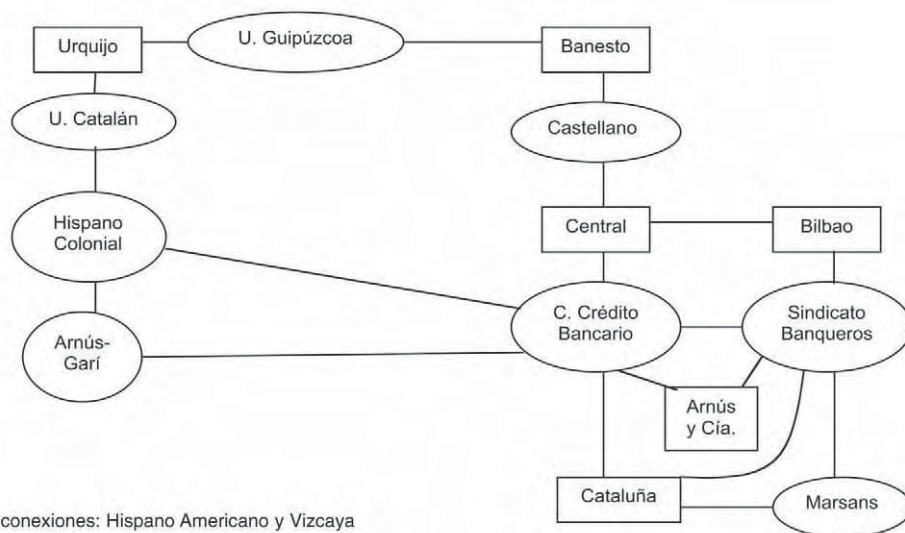 U. Guipúzcoa
Urquijo
Banesto
U. Catalán
Castellano
Hispano
Colonial
Central
Bilbao
C. Crédito
Bancario
Sindicato
Banqueros
Arnús-
Garí
Arnús
y Cía.
Cataluña
Marsans
conexiones: Hispano Americano y Vizcaya